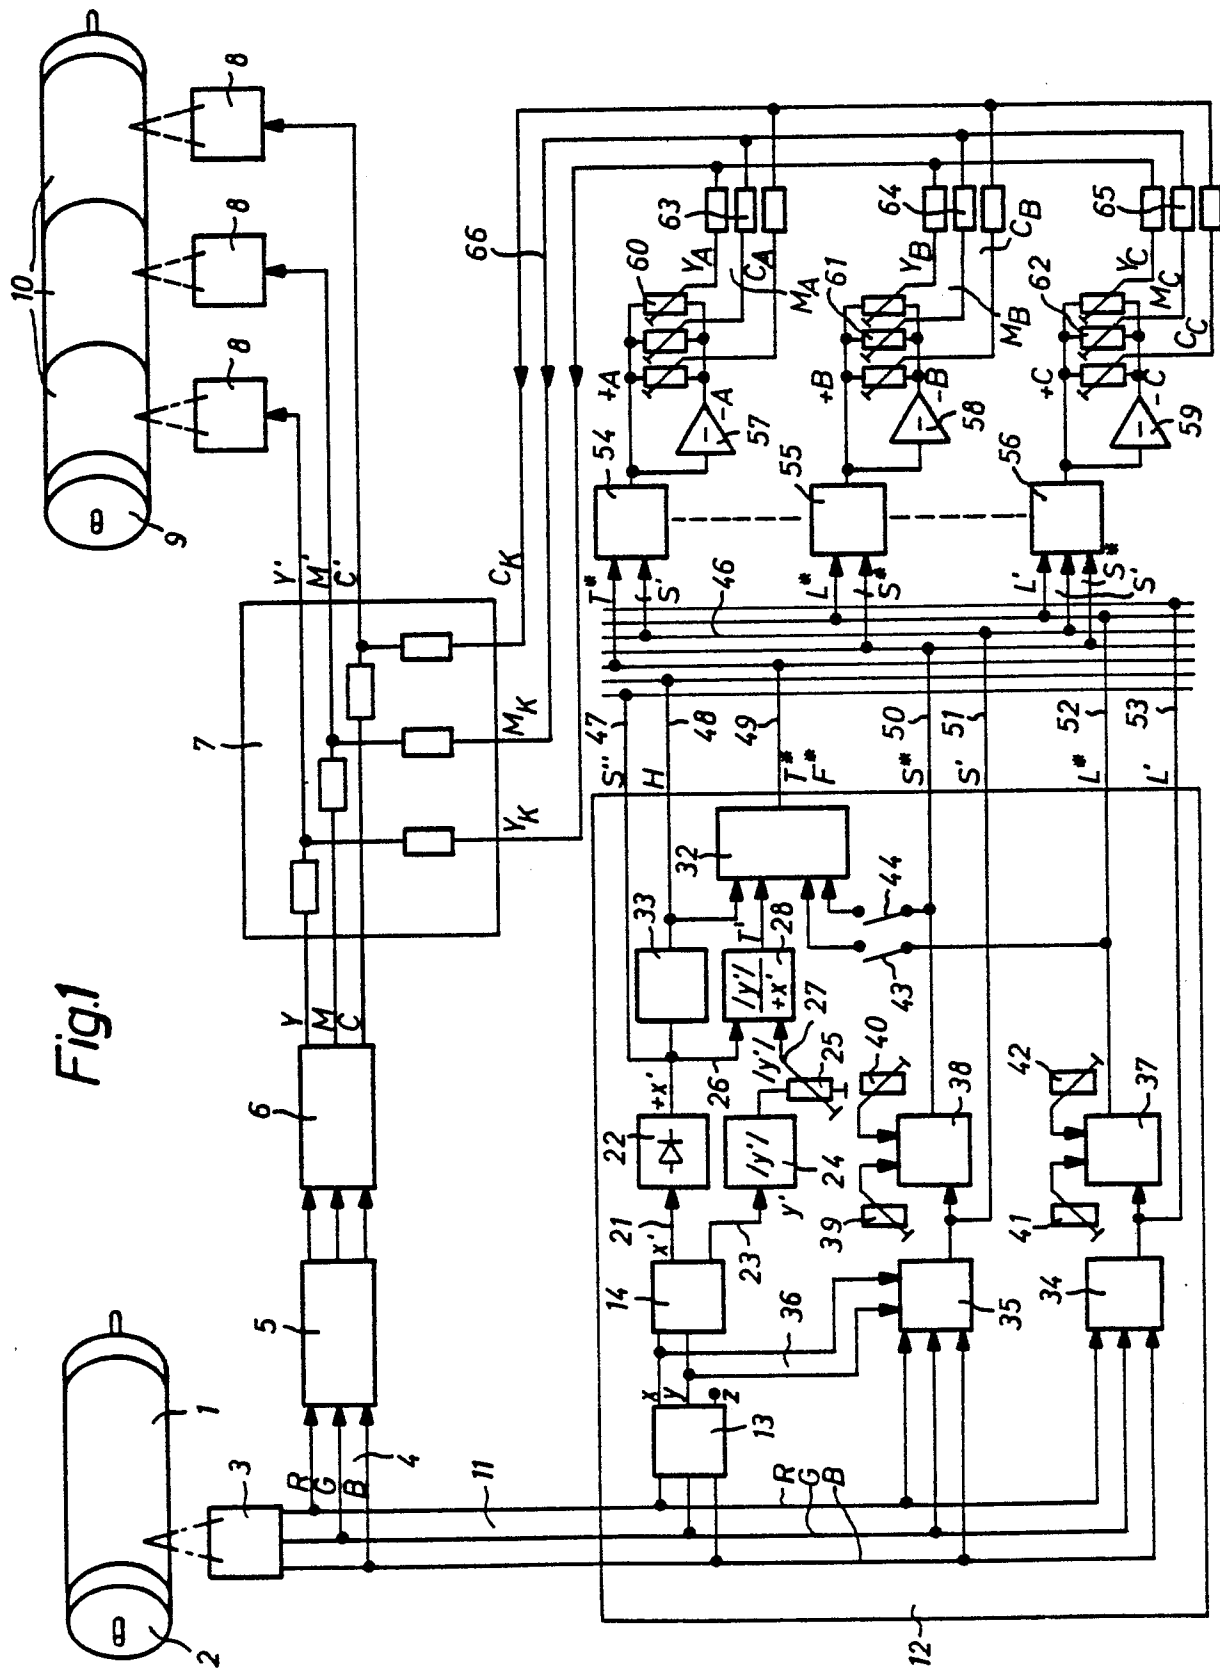 Fig.1
1
2
3
4
R
G
B
5
6
Y
M
C
7
Y'
M'
C'
8
8
8
9
10
11
12
R
G
B
13
x
y
z
14
21
x'
22
+x'
23
y'
24
/y'/
25
26
/y'/
27
28
/y'/
+x'
T'
32
33
34
35
36
37
38
39
40
41
42
43
44
S"
47
H
48
T*
F*
49
S*
50
S'
51
L*
52
L'
53
46
T*
S'
L*
S*
L'
S'
S*
54
55
56
+A
-A
57
+B
-B
58
+C
-C
59
60
61
62
YA
CA
MA
YB
MB
CB
YC
MC
CC
63
64
65
66
YK
MK
CK